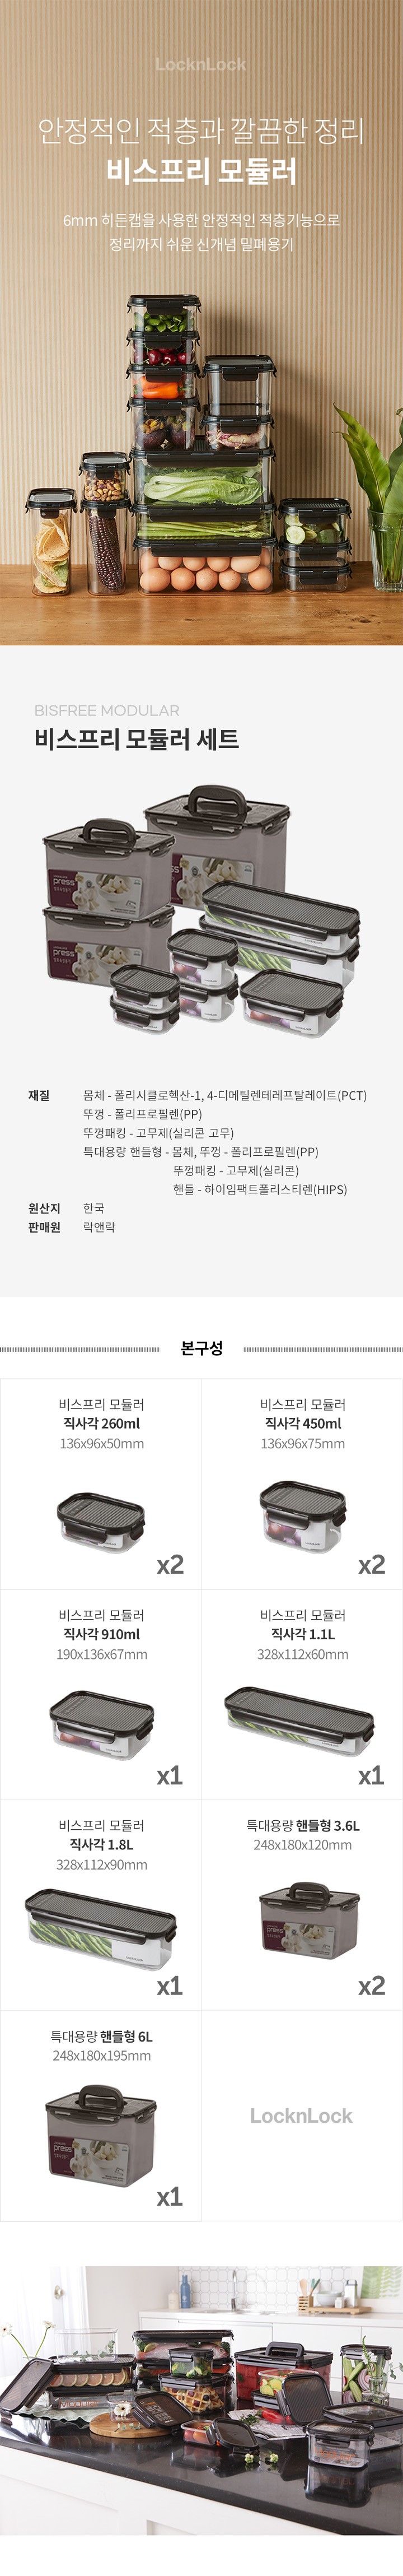 LocknLock
안정적인 적층과 깔끔한 정리
비스프리 모듈러
6mm 히든캡을 사용한 안정적인 적층기능으로
정리까지 쉬운 신개념 밀폐용기
BISFREE MODULAR
비스프리 모듈러 세트
press
press
재질 몸체 - 폴리시클로헥산-1, 4-디메틸렌테레프탈레이트(PCT)
뚜껑 - 폴리프로필렌(PP)
뚜껑패킹 - 고무제(실리콘 고무)
특대용량 핸들형 - 몸체, 뚜껑 - 폴리프로필렌(PP)
뚜껑패킹 - 고무제(실리콘)
핸들 - 하이임팩트폴리스티렌(HIPS)
원산지 한국
판매원 락앤락
본구성
비스프리 모듈러
직사각 260ml
136x96x50mm
x2
비스프리 모듈러
직사각 450ml
136x96x75mm
x2
비스프리 모듈러
직사각 910ml
190x136x67mm
x1
비스프리 모듈러
직사각 1.1L
328x112x60mm
x1
비스프리 모듈러
직사각 1.8L
328x112x90mm
x1
특대용량 핸들형 3.6L
248x180x120mm
press
x2
특대용량 핸들형 6L
248x180x195mm
press
x1
LocknLock